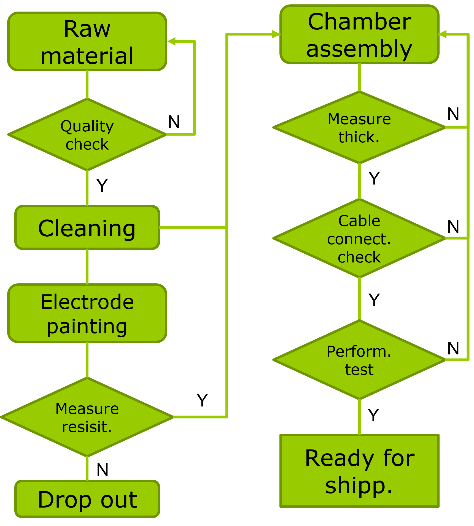 Raw
material
Quality
check
N
Y
Cleaning
Electrode
painting
Measure
resisit.
Y
N
Drop out
Chamber
assembly
Measure
thick.
N
Y
Cable
connect.
check
N
Y
Perform.
test
N
Y
Ready for
shipp.